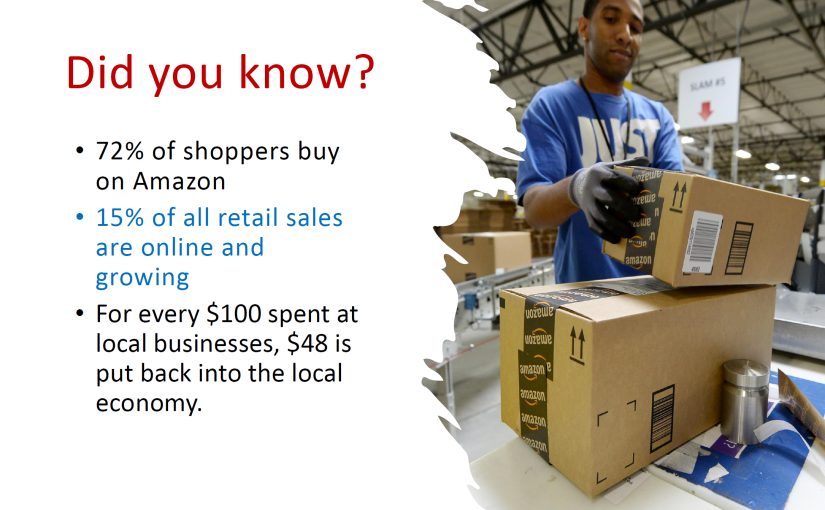 Did you know?
• 72% of shoppers buy
on Amazon
• 15% of all retail sales
are online and
growing
• For every $100 spent at
local businesses, $48 is
put back into the local
economy.
SLAM #5
amazon
amazon
amazon
amazon
amazon
amazon